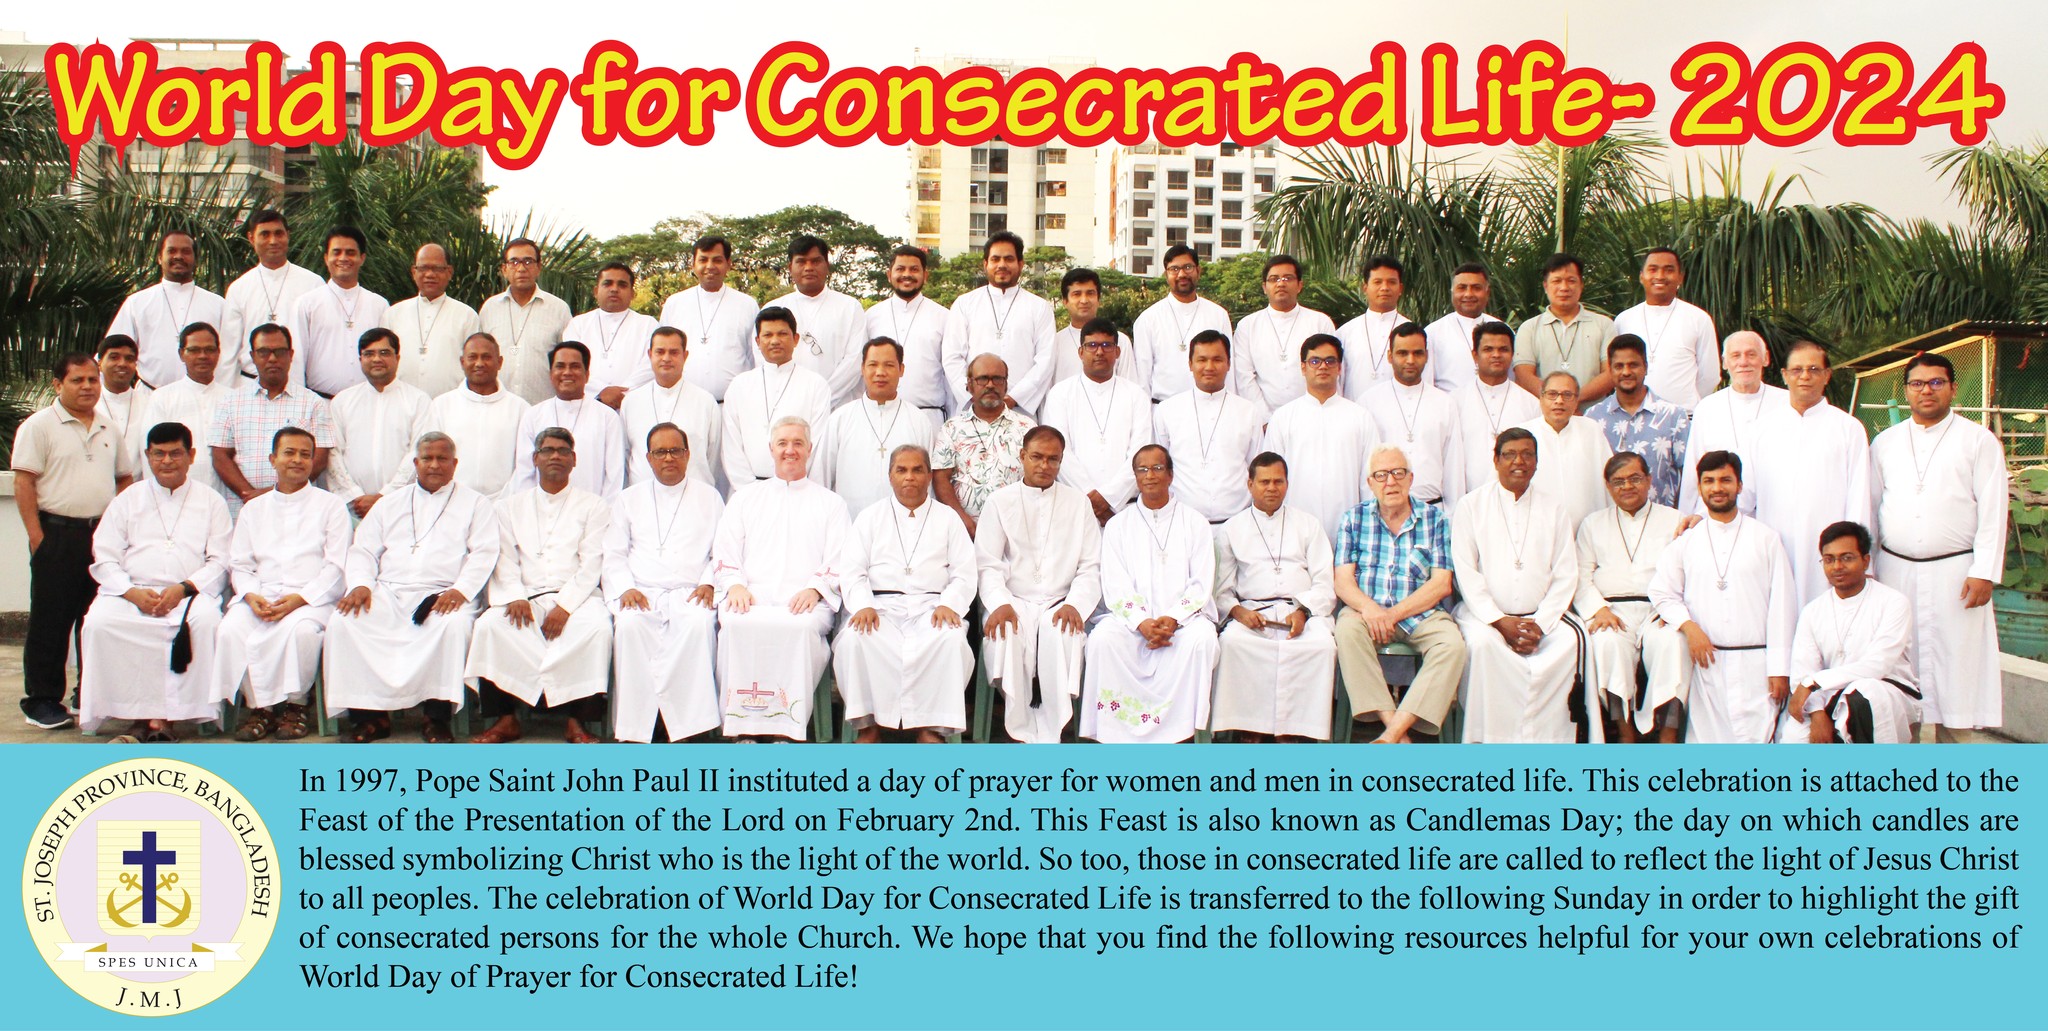 World Day for Consecrated Life- 2024
In 1997, Pope Saint John Paul II instituted a day of prayer for women and men in consecrated life. This celebration is attached to the
Feast of the Presentation of the Lord on February 2nd. This Feast is also known as Candlemas Day; the day on which candles are
blessed symbolizing Christ who is the light of the world. So too, those in consecrated life are called to reflect the light of Jesus Christ
to all peoples. The celebration of World Day for Consecrated Life is transferred to the following Sunday in order to highlight the gift
of consecrated persons for the whole Church. We hope that you find the following resources helpful for your own celebrations of
World Day of Prayer for Consecrated Life!
ST. JOSEPH PROVINCE, BANGLADESH
SPES UNICA
J.M.J